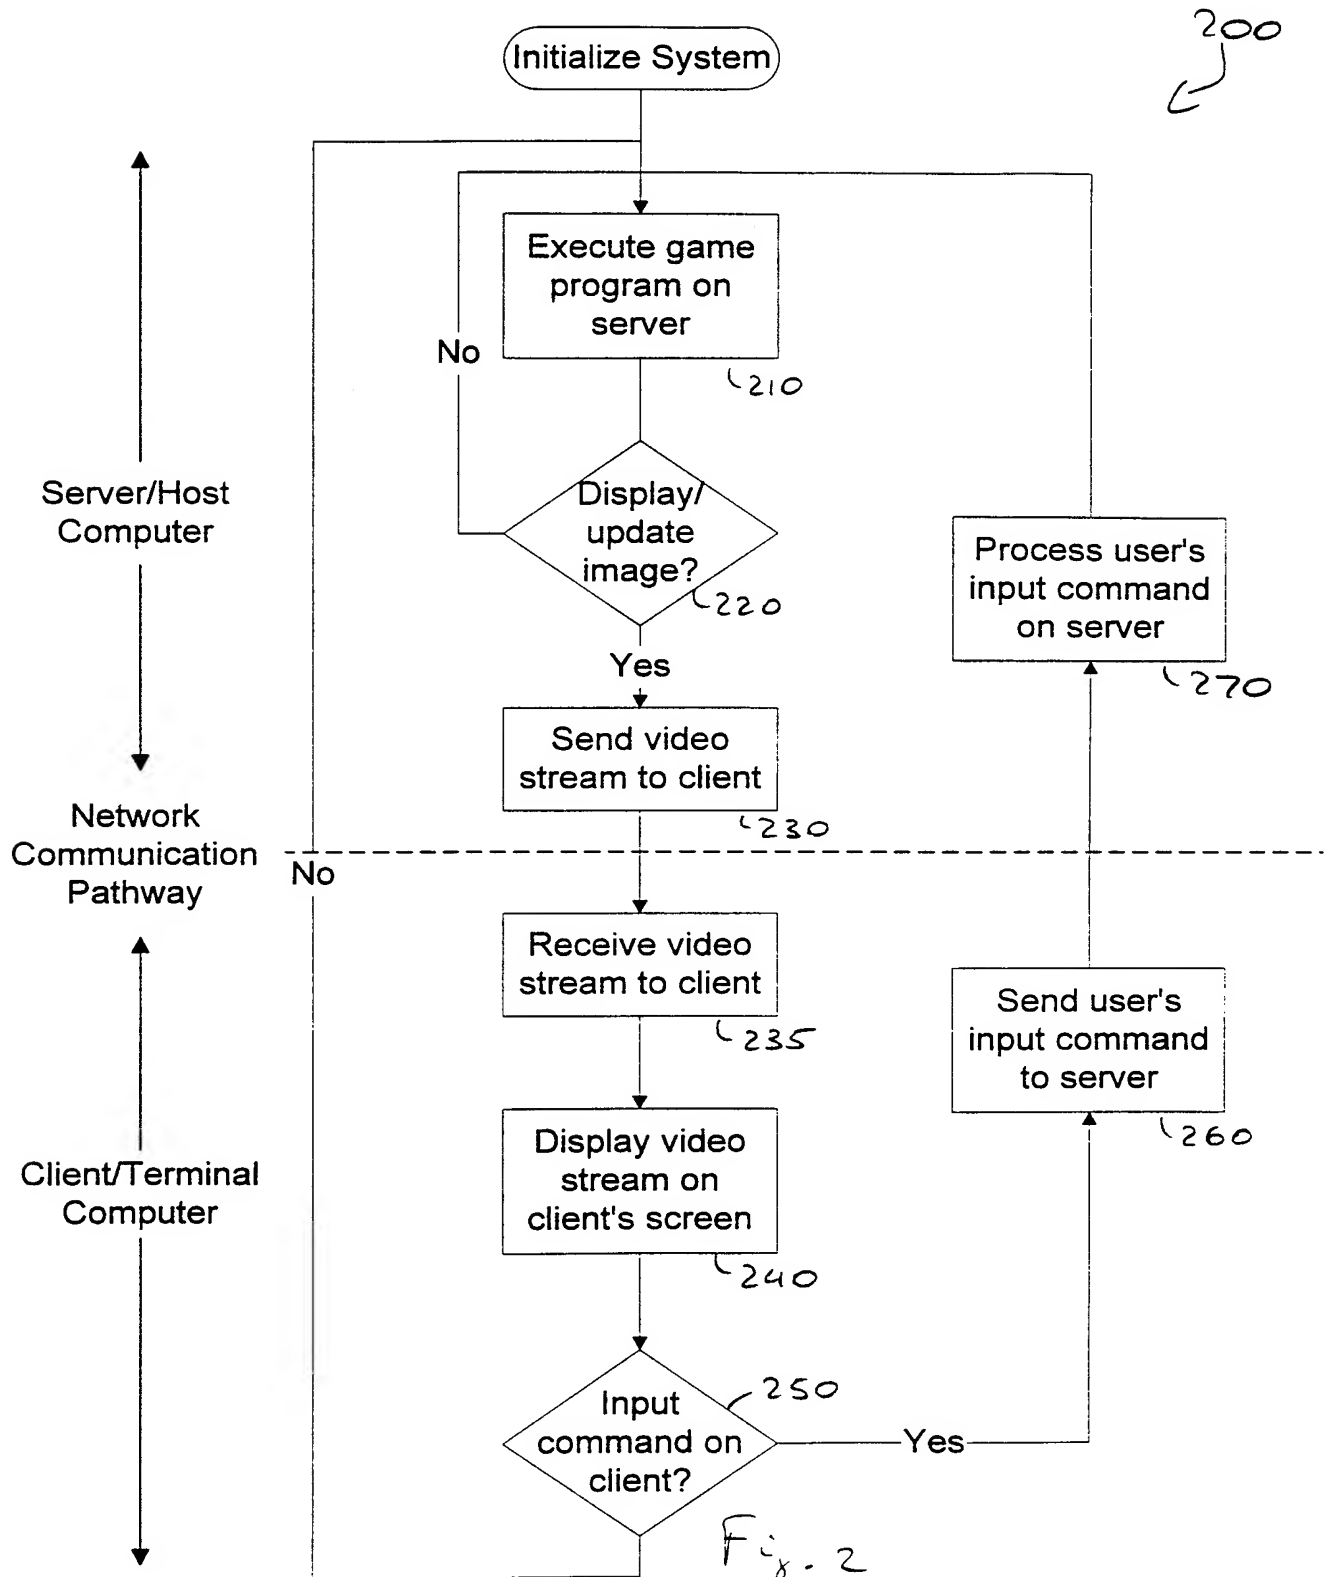 200
Initialize System
Execute game
program on
server
210
No
Display/
update
image?
220
Server/Host
Computer
Process user's
input command
on server
270
Yes
Send video
stream to client
230
Network
Communication
Pathway
No
Receive video
stream to client
235
Send user's
input command
to server
260
Display video
stream on
client's screen
240
Client/Terminal
Computer
Input
command on
client?
250
Yes
Fig. 2